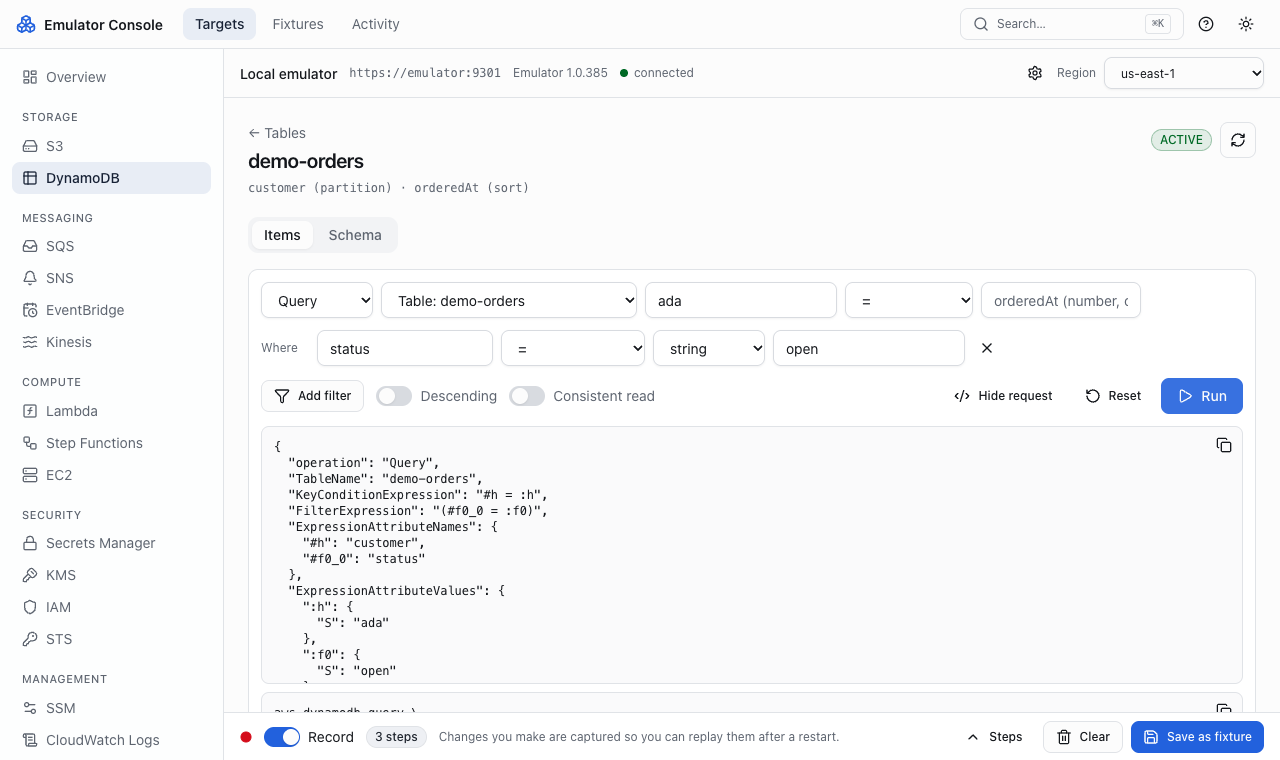 Emulator Console
Targets
Fixtures
Activity
Search...
⌘K
Overview
STORAGE
S3
DynamoDB
MESSAGING
SQS
SNS
EventBridge
Kinesis
COMPUTE
Lambda
Step Functions
EC2
SECURITY
Secrets Manager
KMS
IAM
STS
MANAGEMENT
SSM
CloudWatch Logs
Local emulator https://emulator:9301 Emulator 1.0.385 connected
Region us-east-1
← Tables
demo-orders
ACTIVE
customer (partition) · orderedAt (sort)
Items Schema
Query Table: demo-orders ada = orderedAt (number, c
Where status = string open
Add filter Descending Consistent read Hide request Reset Run
{
"operation": "Query",
"TableName": "demo-orders",
"KeyConditionExpression": "#h = :h",
"FilterExpression": "(#f0_0 = :f0)",
"ExpressionAttributeNames": {
"#h": "customer",
"#f0_0": "status"
},
"ExpressionAttributeValues": {
":h": {
"S": "ada"
},
":f0": {
"S": "open"
aws dynamodb query \
Record 3 steps Changes you make are captured so you can replay them after a restart. Steps Clear Save as fixture